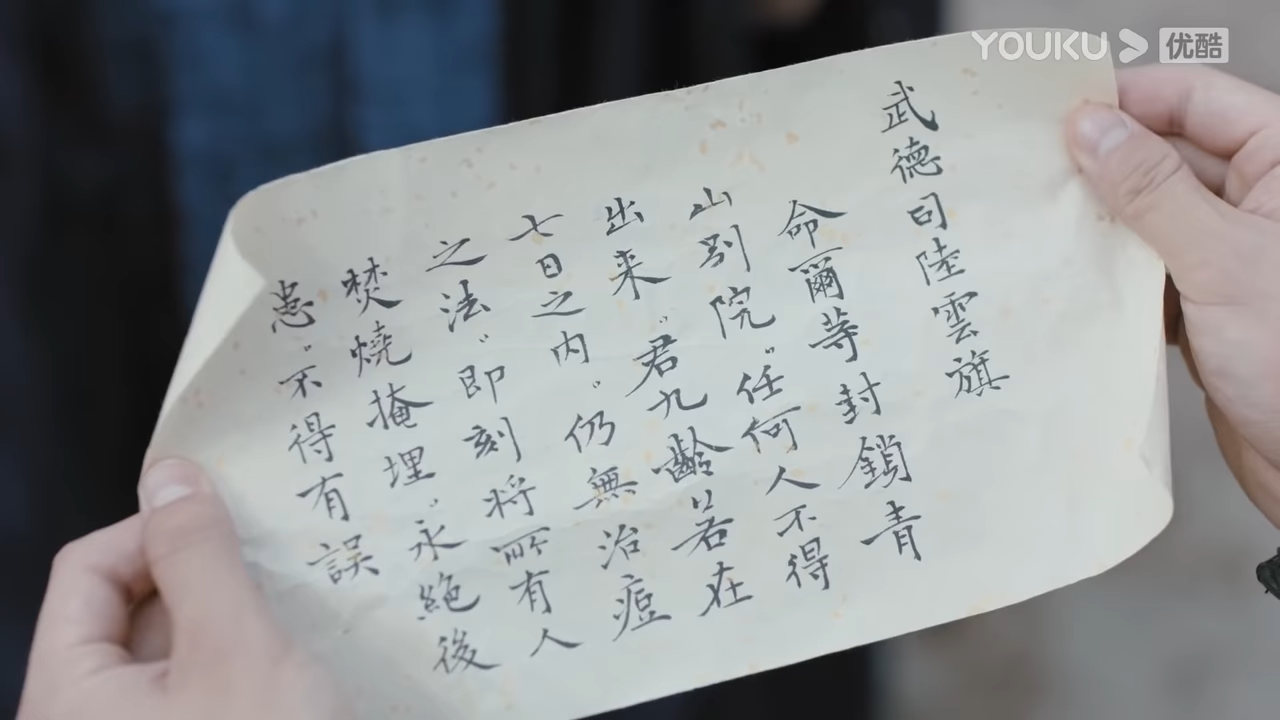 YOUKU 优酷
武德司陸雲旗
命爾等封鎖青
山别院〃任何人不得
出来〃君九齡若在
七日之内〃仍無治痘
之法〃即刻將所有人
焚燒掩埋〃永絕後
患〃不得有誤